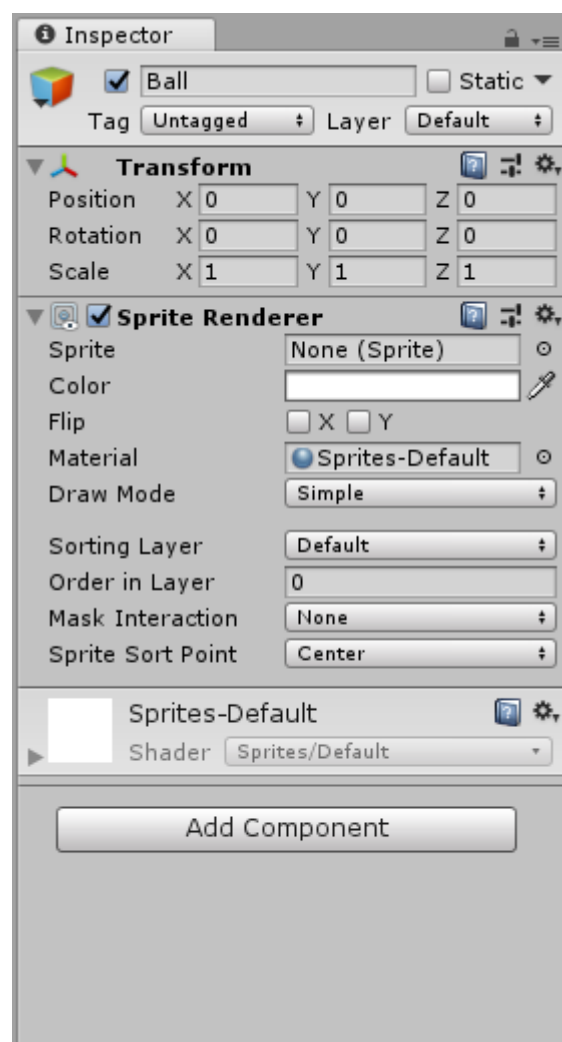 Inspector
Ball Static
Tag Untagged Layer Default
Transform
Position X 0 Y 0 Z 0
Rotation X 0 Y 0 Z 0
Scale X 1 Y 1 Z 1
Sprite Renderer
Sprite None (Sprite)
Color
Flip X Y
Material Sprites-Default
Draw Mode Simple
Sorting Layer Default
Order in Layer 0
Mask Interaction None
Sprite Sort Point Center
Sprites-Default
Shader Sprites/Default
Add Component